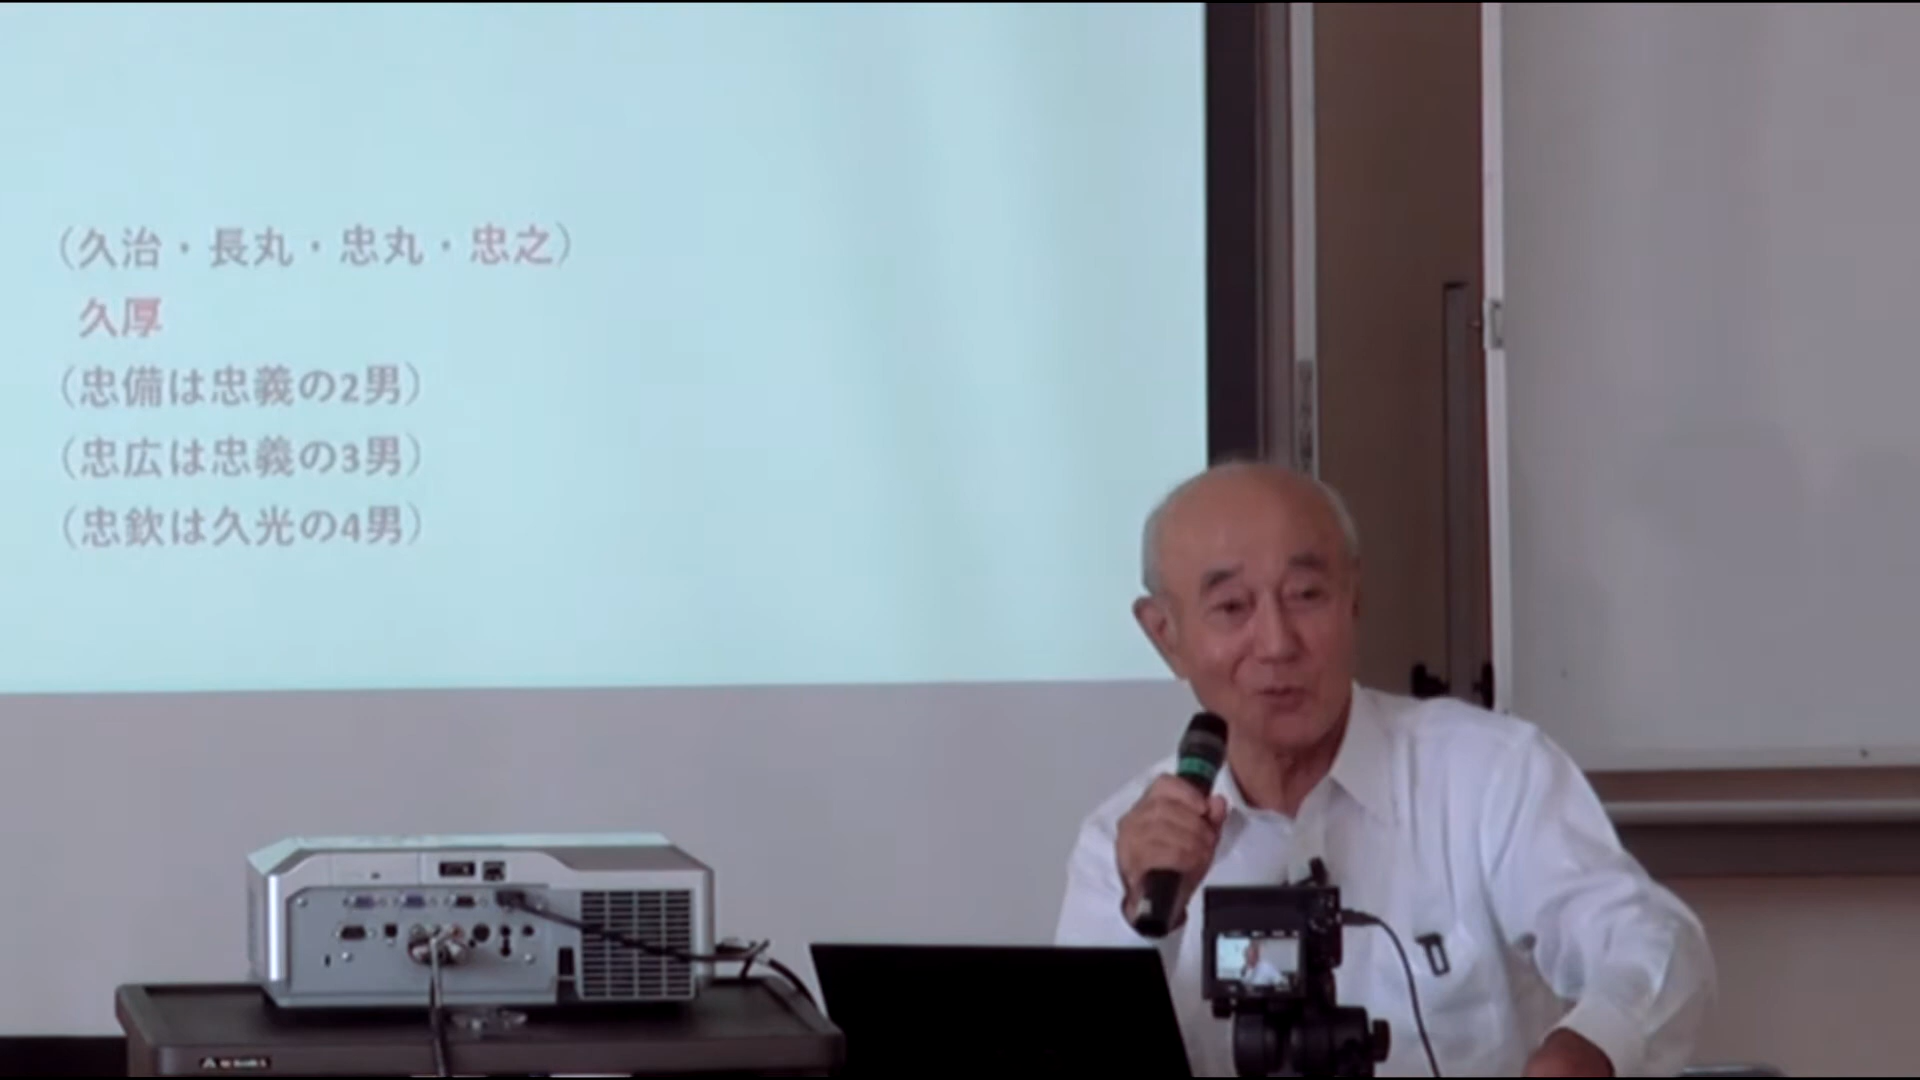 （久治・長丸・忠丸・忠之）
久厚
（忠備は忠義の2男）
（忠広は忠義の3男）
（忠欽は久光の4男）